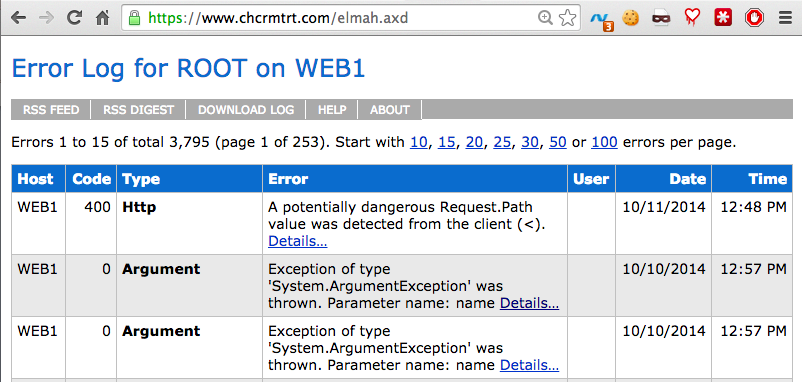 https://www.chcrmtrt.com/elmah.axd
3
Error Log for ROOT on WEB1
RSS FEED RSS DIGEST DOWNLOAD LOG HELP ABOUT
Errors 1 to 15 of total 3,795 (page 1 of 253). Start with 10, 15, 20, 25, 30, 50 or 100 errors per page.
Host Code Type Error User Date Time
WEB1 400 Http A potentially dangerous Request.Path 10/11/2014 12:48 PM
value was detected from the client (<).
Details...
WEB1 0 Argument Exception of type 10/10/2014 12:57 PM
'System.ArgumentException' was
thrown. Parameter name: name Details...
WEB1 0 Argument Exception of type 10/10/2014 12:57 PM
'System.ArgumentException' was
thrown. Parameter name: name Details...